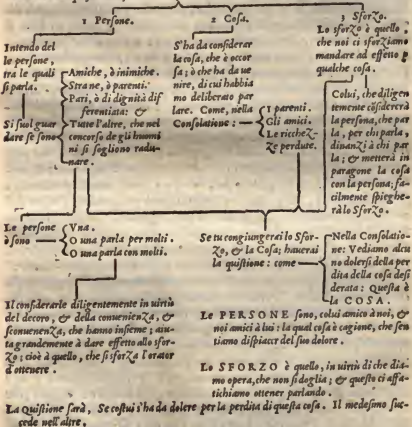 1 Perſone.
Intendo del
le perſone,
tra le quali
ſi parla.
Si ſuol guar
dare ſe ſono
Amiche, ò inimiche.
Strane, ò parenti.
Pari, ò di dignità dif
ferentiata: &
Tutte l'altre, che nel
concorſo de gli huomi
ni ſi ſogliono radu-
nare.
2 Coſa.
S'ha da conſiderar
la coſa, che è occor
ſa; ò che ha da ue
nire, di cui habbia
mo deliberato par
lare. Come, nella
Conſolatione:
I parenti.
Gli amici.
Le ricchez-
ze perdute.
3 Sforzo.
Lo sforzo è quello,
che noi ci sforziamo
mandare ad effetto ꝑ
qualche coſa.
Colui, che diligen
temente cōſidererà
la perſona, che par
la, per chi parla,
dinanzi à chi par
la; & metterà in
paragone la coſa
con la perſona; fa-
cilmente ſpieghe-
rà lo Sforzo.
Le perſone
ò ſono
Vna.
O una parla per molti.
O una parla con molti.
Il conſiderarle diligentemente in uirtù
del decoro, & della conuenienza, &
ſconuenenza, che hanno inſieme; aiu-
ta grandemente à dare effetto allo sfor-
zo; cioè à quello, che ſi sforza l'orator
d'ottenere.
Se tu congiungerai lo Sfor-
zo, & la Coſa; hauerai
la quiſtione: come
Nella Conſolatio-
ne: Vediamo alcu
no dolerſi della per
dita della coſa deſi
derata: Queſta è
la COSA.
Le PERSONE ſono, colui amico à noi, &
noi amici à lui: la qual coſa è cagione, che ſen
tiamo diſpiacer del ſuo dolore.
Lo SFORZO è quello, in uirtù di che dia-
mo opera, che non ſi doglia; & queſto ci affa-
tichiamo ottener parlando.
La Quiſtione ſarà, Se coſtui s'ha da dolere per la perdita di queſta coſa. Il medeſimo ſuc-
cede nell'altre.